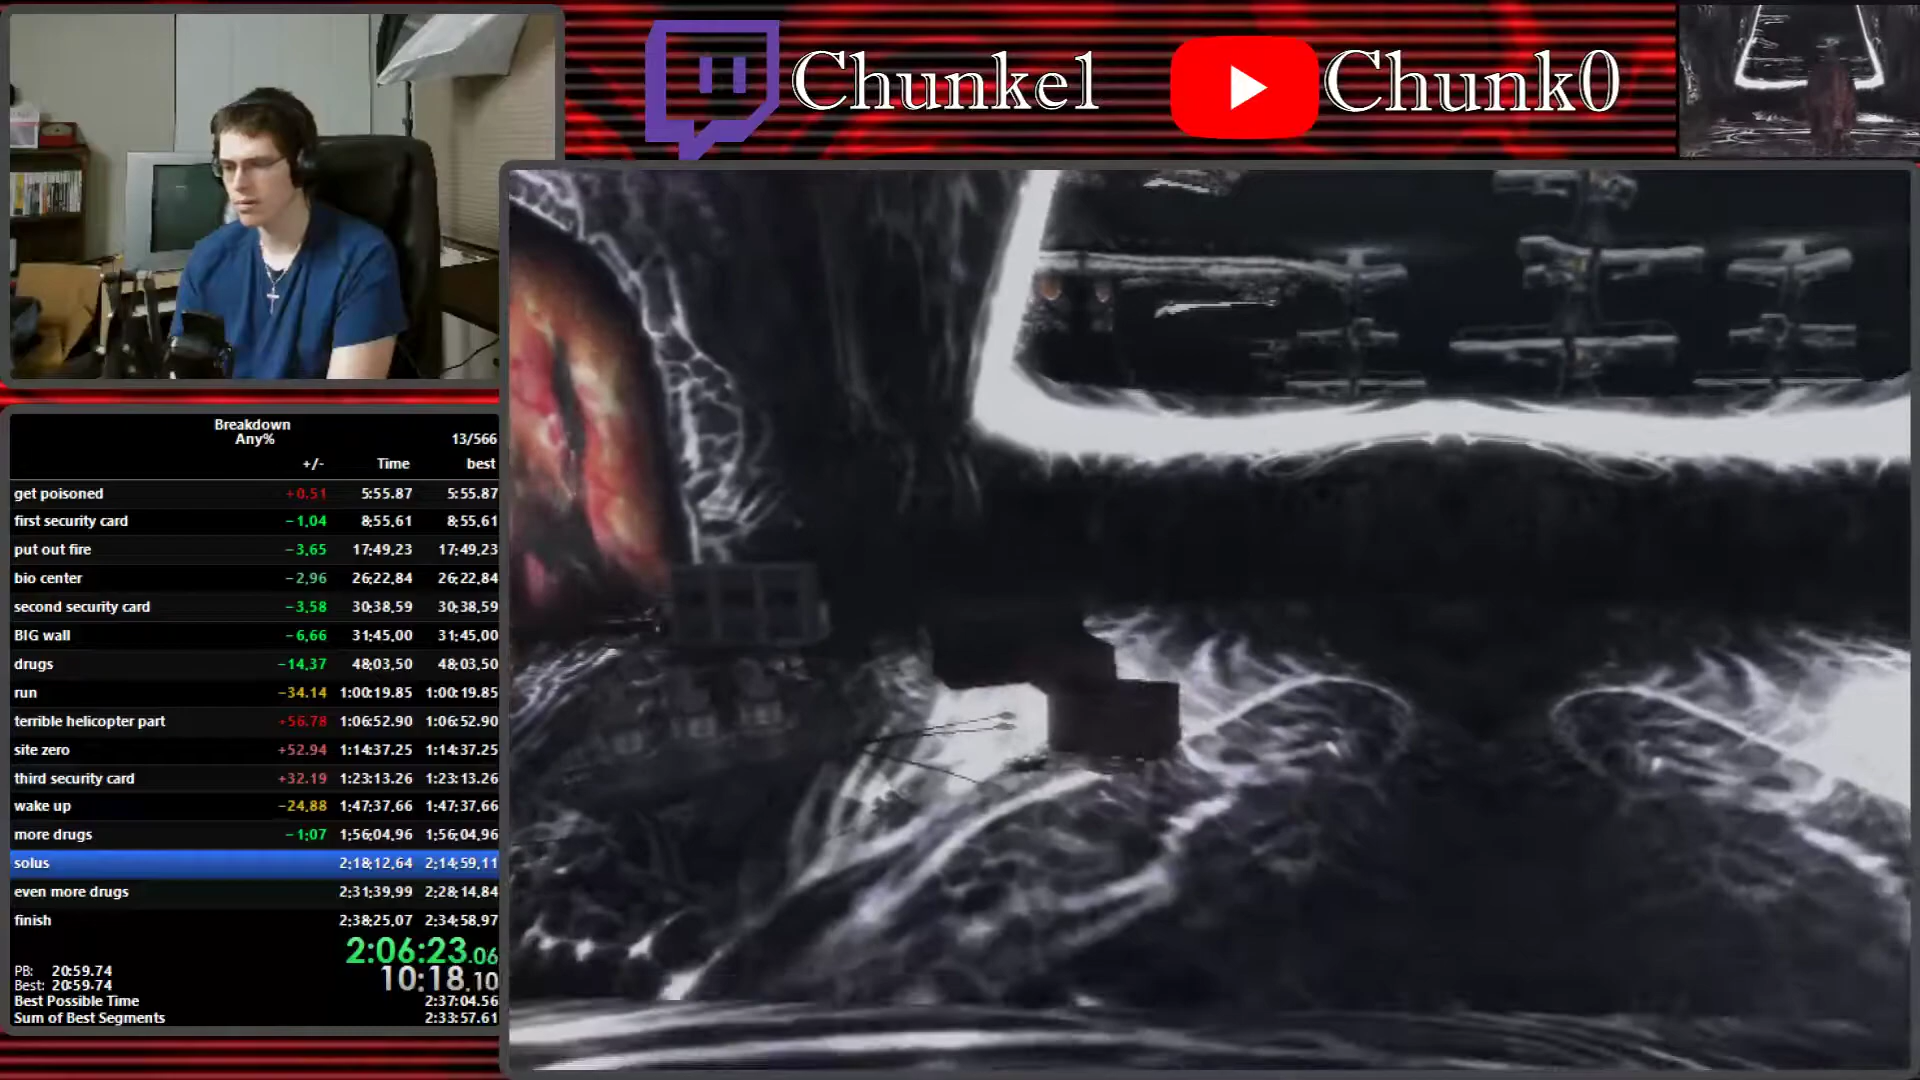 Chunke1
Chunk0
Breakdown
Any% 13/566
+/- Time best
get poisoned +0.51 5:55.87 5:55.87
first security card −1.04 8:55.61 8:55.61
put out fire −3.65 17:49.23 17:49.23
bio center −2.96 26:22.84 26:22.84
second security card −3.58 30:38.59 30:38.59
BIG wall −6.66 31:45.00 31:45.00
drugs −14.37 48:03.50 48:03.50
run −34.14 1:00:19.85 1:00:19.85
terrible helicopter part +56.78 1:06:52.90 1:06:52.90
site zero +52.94 1:14:37.25 1:14:37.25
third security card +32.19 1:23:13.26 1:23:13.26
wake up −24.88 1:47:37.66 1:47:37.66
more drugs −1:07 1:56:04.96 1:56:04.96
solus 2:18:12.64 2:14:59.11
even more drugs 2:31:39.99 2:28:14.84
finish 2:38:25.07 2:34:58.97
2:06:23.06
PB: 20:59.74
10:18.10
Best: 20:59.74
Best Possible Time 2:37:04.56
Sum of Best Segments 2:33:57.61